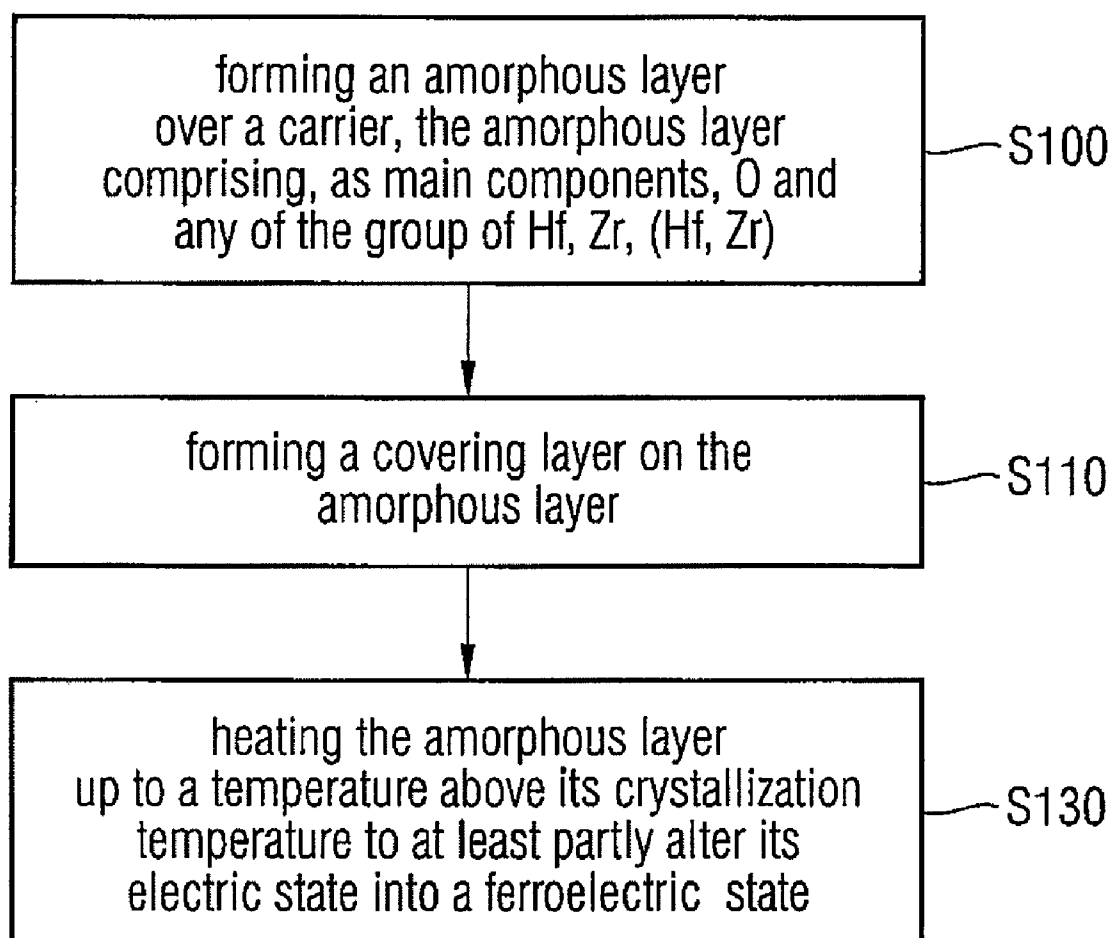 forming an amorphous layer
over a carrier, the amorphous layer
comprising, as main components, O and
any of the group of Hf, Zr, (Hf, Zr)
S100
forming a covering layer on the
amorphous layer
S110
heating the amorphous layer
up to a temperature above its crystallization
temperature to at least partly alter its
electric state into a ferroelectric state
S130